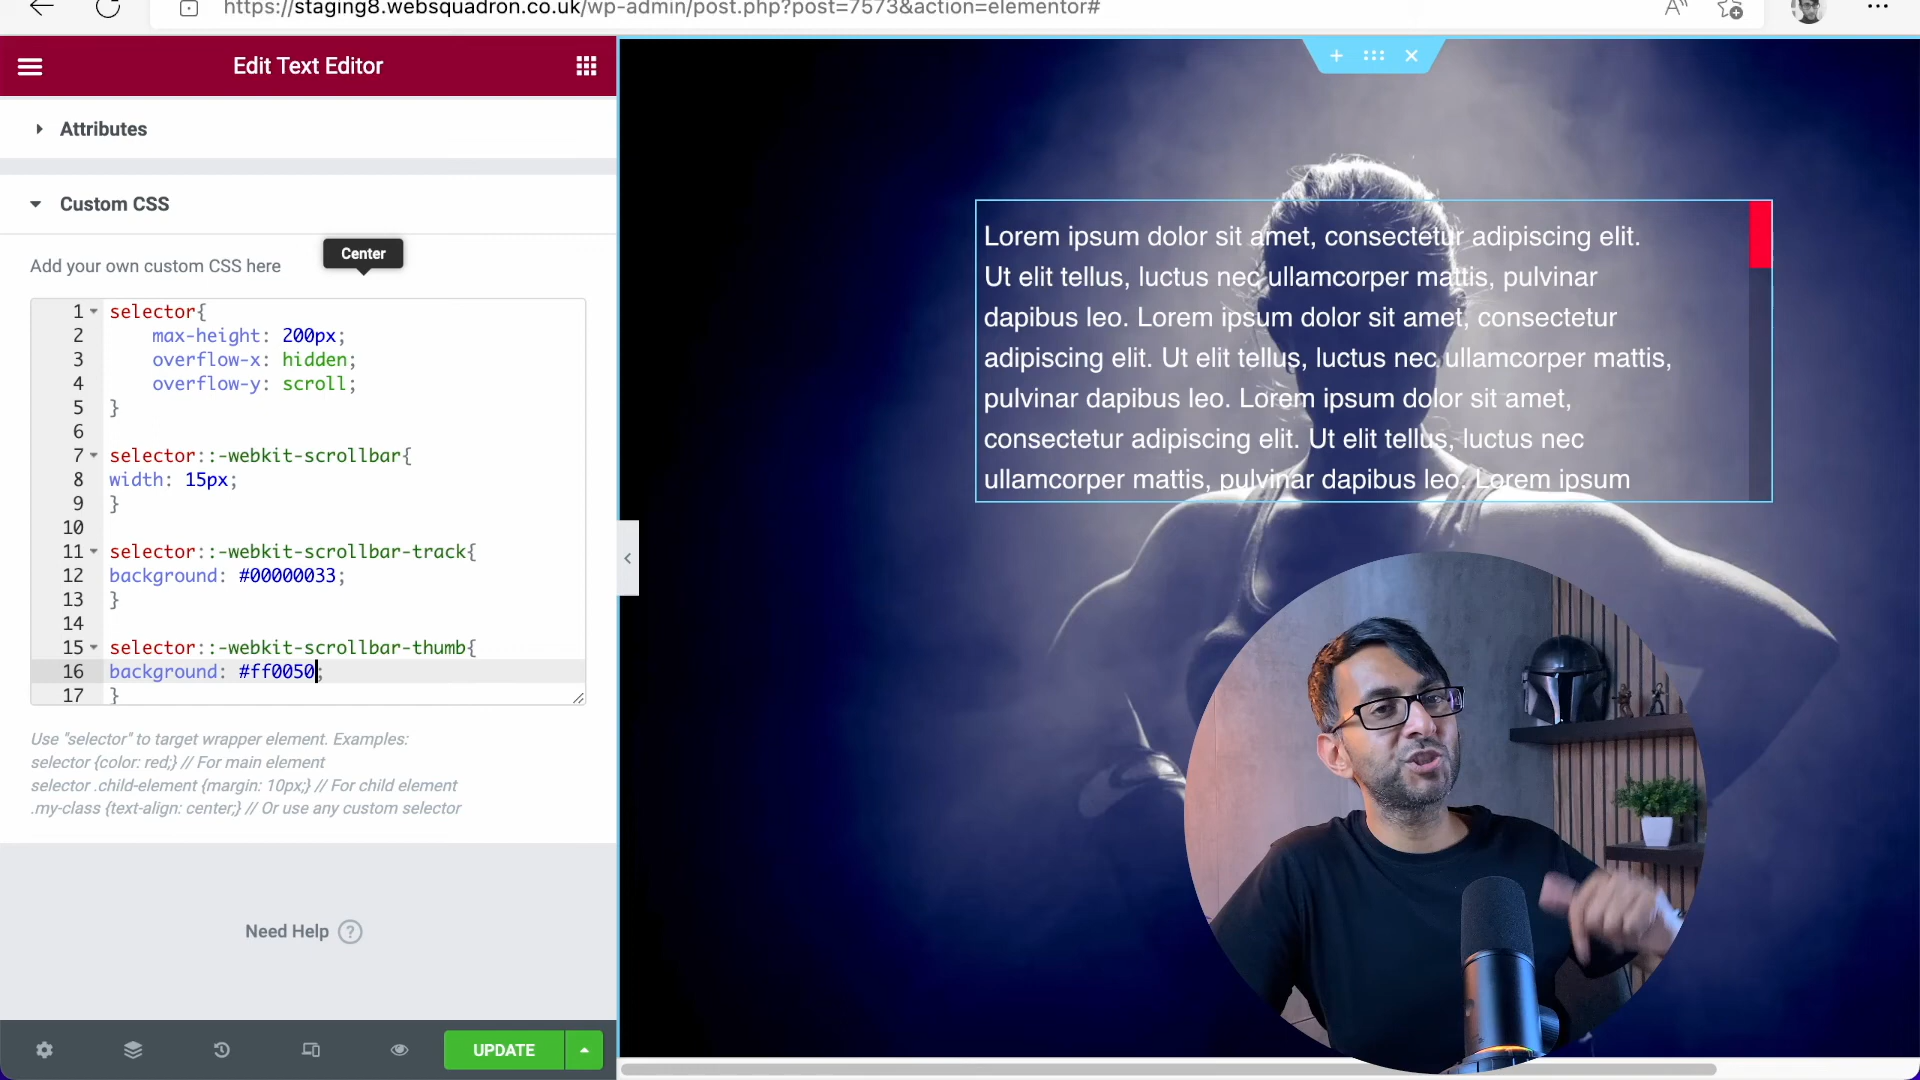 https://staging8.websquadron.co.uk/wp-admin/post.php?post=7573&action=elementor#
Edit Text Editor
Attributes
Custom CSS
Center
Add your own custom CSS here
1 selector{
2 max-height: 200px;
3 overflow-x: hidden;
4 overflow-y: scroll;
5 }
6
7 selector::-webkit-scrollbar{
8 width: 15px;
9 }
10
11 selector::-webkit-scrollbar-track{
12 background: #00000033;
13 }
14
15 selector::-webkit-scrollbar-thumb{
16 background: #ff0050;
17 }
Use "selector" to target wrapper element. Examples:
selector {color: red;} // For main element
selector .child-element {margin: 10px;} // For child element
.my-class {text-align: center;} // Or use any custom selector
Need Help ?
UPDATE
Lorem ipsum dolor sit amet, consectetur adipiscing elit.
Ut elit tellus, luctus nec ullamcorper mattis, pulvinar
dapibus leo. Lorem ipsum dolor sit amet, consectetur
adipiscing elit. Ut elit tellus, luctus nec ullamcorper mattis,
pulvinar dapibus leo. Lorem ipsum dolor sit amet,
consectetur adipiscing elit. Ut elit tellus, luctus nec
ullamcorper mattis, pulvinar dapibus leo. Lorem ipsum